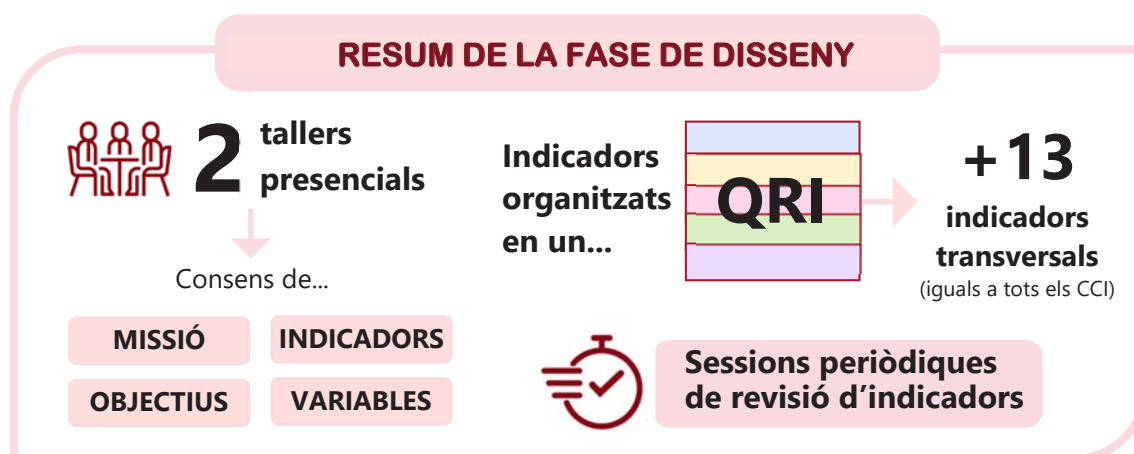 RESUM DE LA FASE DE DISSENY
2 tallers
presencials
Consens de...
MISSIÓ
INDICADORS
OBJECTIUS
VARIABLES
Indicadors
organitzats
en un...
QRI
+13
indicadors
transversals
(iguals a tots els CCI)
Sessions periòdiques
de revisió d’indicadors